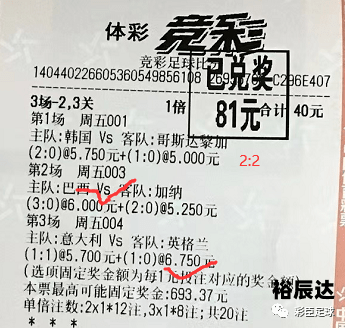 体彩 竞彩
竞彩足球比
140440226605360549856108 269 C296E407
已兑奖
81元
3场-2,3关 1倍 合计 40元
第1场 周五001
主队:韩国 Vs 客队:哥斯达黎加
(2:0)@5.750元+(1:0)@5.000元 2:2
第2场 周五003
主队:巴西 Vs 客队:加纳
(3:0)@6.000元+(2:0)@5.250元
第3场 周五004
主队:意大利 Vs 客队:英格兰
(1:1)@5.700元+(1:0)@6.750元
(选项固定奖金额为每1元投注对应的奖金额)
本票最高可能固定奖金:693.37元
单倍注数:2x1*12注,3x1*8注;共20注
裕辰达
彩臣足球